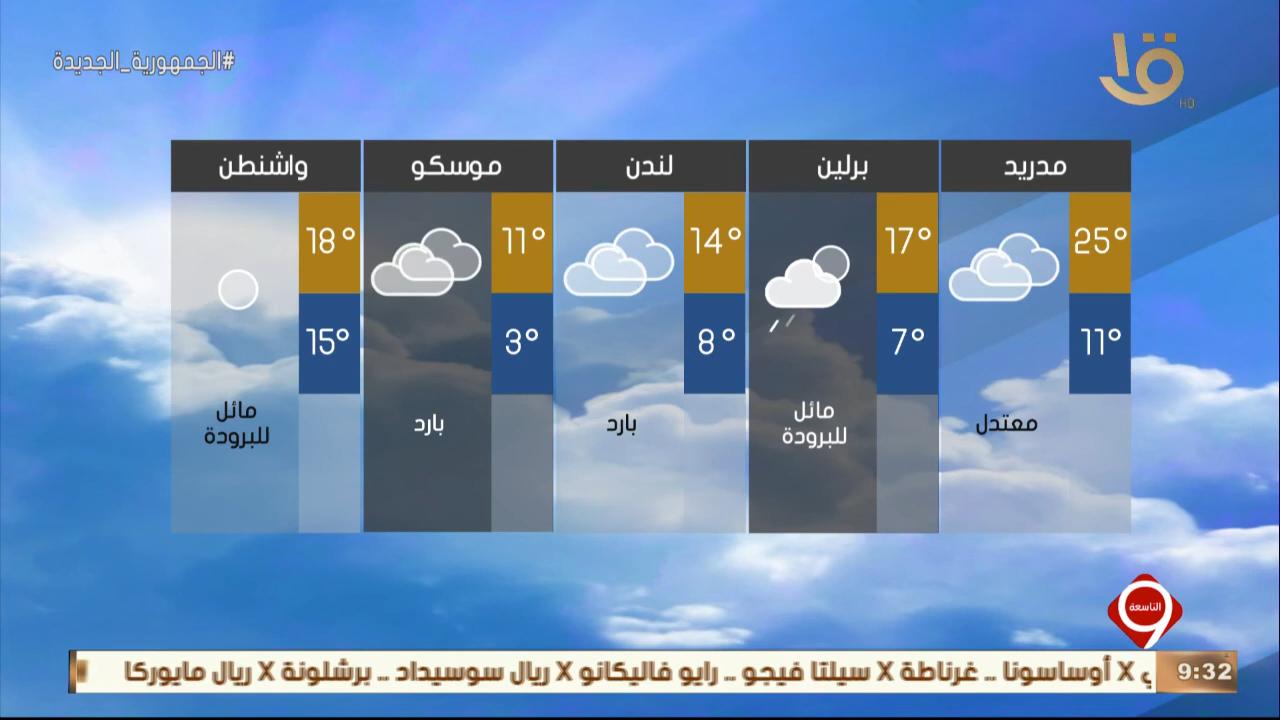 #الجمهورية_الجديدة
HD
مدريد
25°
11°
معتدل
برلين
17°
7°
مائل
للبرودة
لندن
14°
8°
بارد
موسكو
11°
3°
بارد
واشنطن
18°
15°
مائل
للبرودة
التاسعة
9
9:32
X أوساسونا .. غرناطة X سيلتا فيجو .. رايو فاليكانو X ريال سوسيداد .. برشلونة X ريال مايوركا